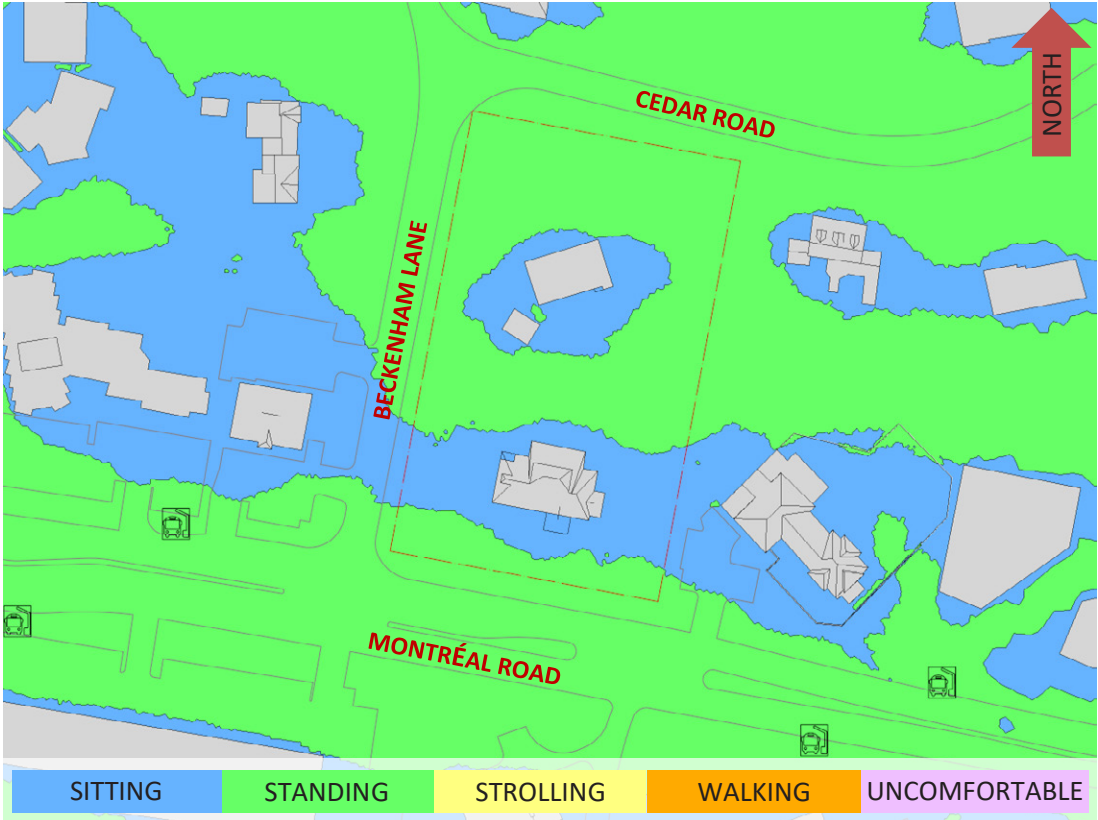 NORTH
CEDAR ROAD
BECKENHAM LANE
MONTRÉAL ROAD
SITTING
STANDING
STROLLING
WALKING
UNCOMFORTABLE